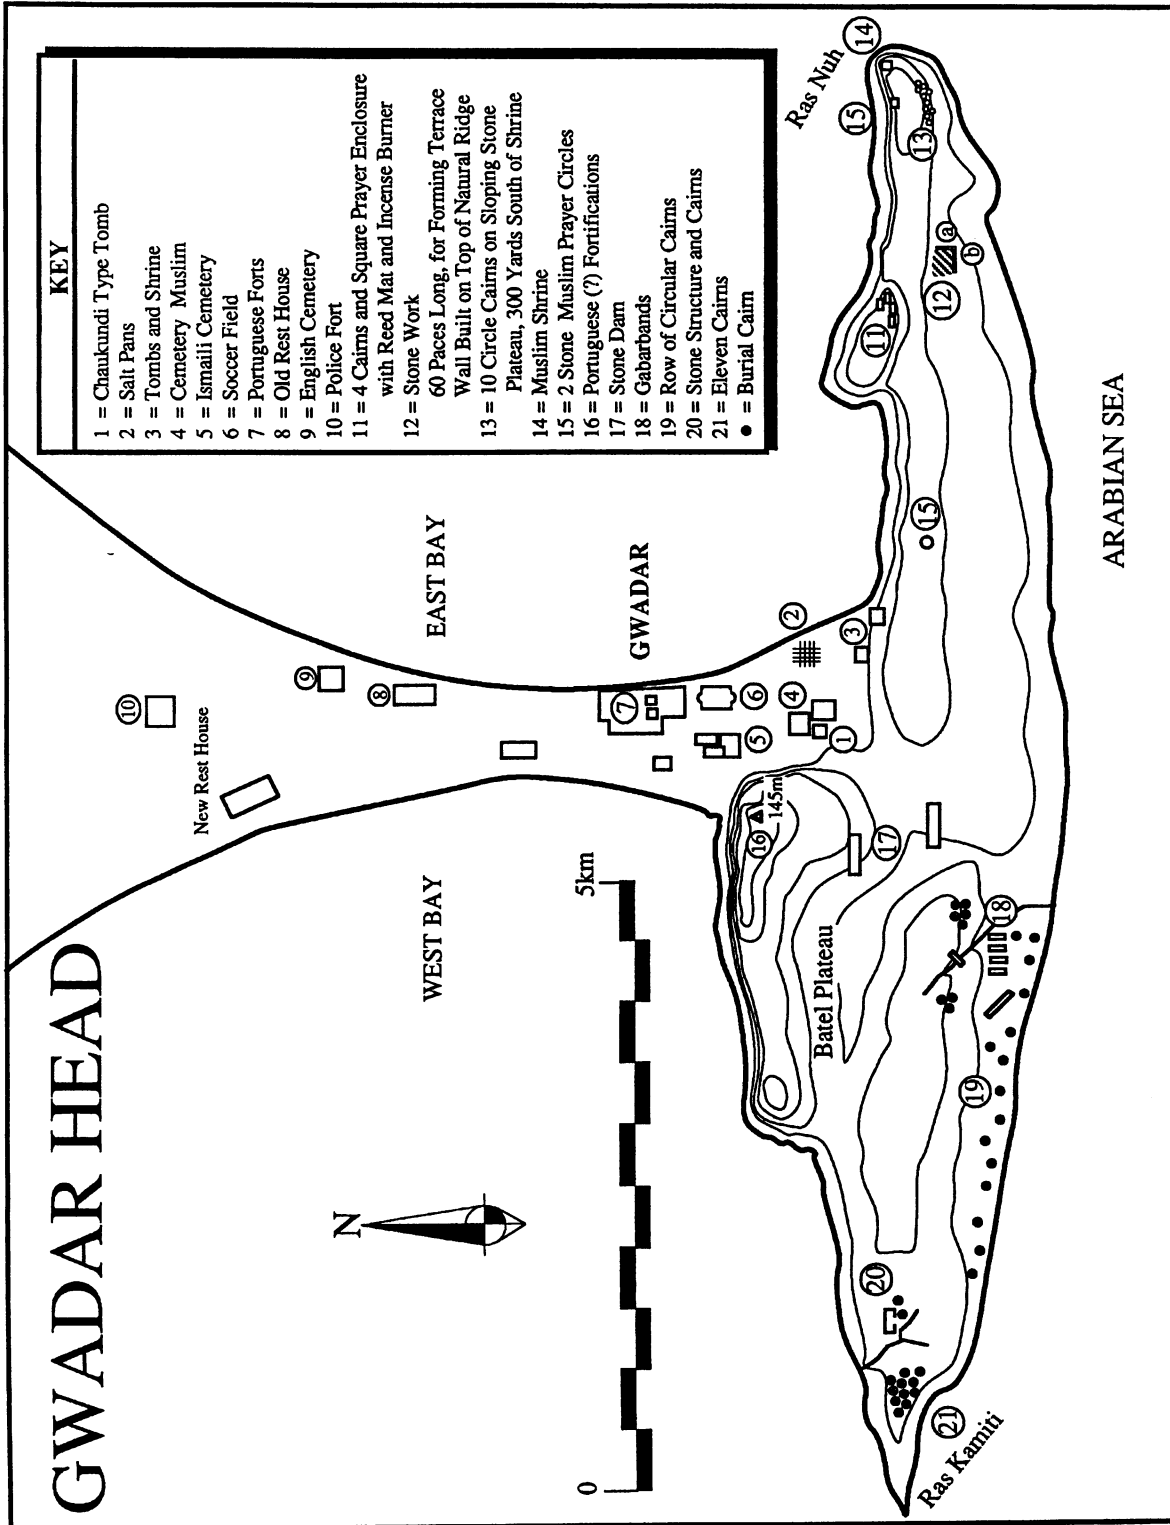 GWADAR HEAD
KEY
1 = Chaukundi Type Tomb
2 = Salt Pans
3 = Tombs and Shrine
4 = Cemetery Muslim
5 = Ismaili Cemetery
6 = Soccer Field
7 = Portuguese Forts
8 = Old Rest House
9 = English Cemetery
10 = Police Fort
11 = 4 Cairns and Square Prayer Enclosure
with Reed Mat and Incense Burner
12 = Stone Work
60 Paces Long, for Forming Terrace
Wall Built on Top of Natural Ridge
13 = 10 Circle Cairns on Sloping Stone
Plateau, 300 Yards South of Shrine
14 = Muslim Shrine
15 = 2 Stone Muslim Prayer Circles
16 = Portuguese (?) Fortifications
17 = Stone Dam
18 = Gabarbands
19 = Row of Circular Cairns
20 = Stone Structure and Cairns
21 = Eleven Cairns
● = Burial Cairn
10
New Rest House
9
8
N
WEST BAY
EAST BAY
0
5km
GWADAR
7
6
5
4
2
3
1
16
145m
17
Batel Plateau
18
19
20
21
Ras Kamiti
15
11
12
a
b
13
15
14
Ras Nuh
ARABIAN SEA